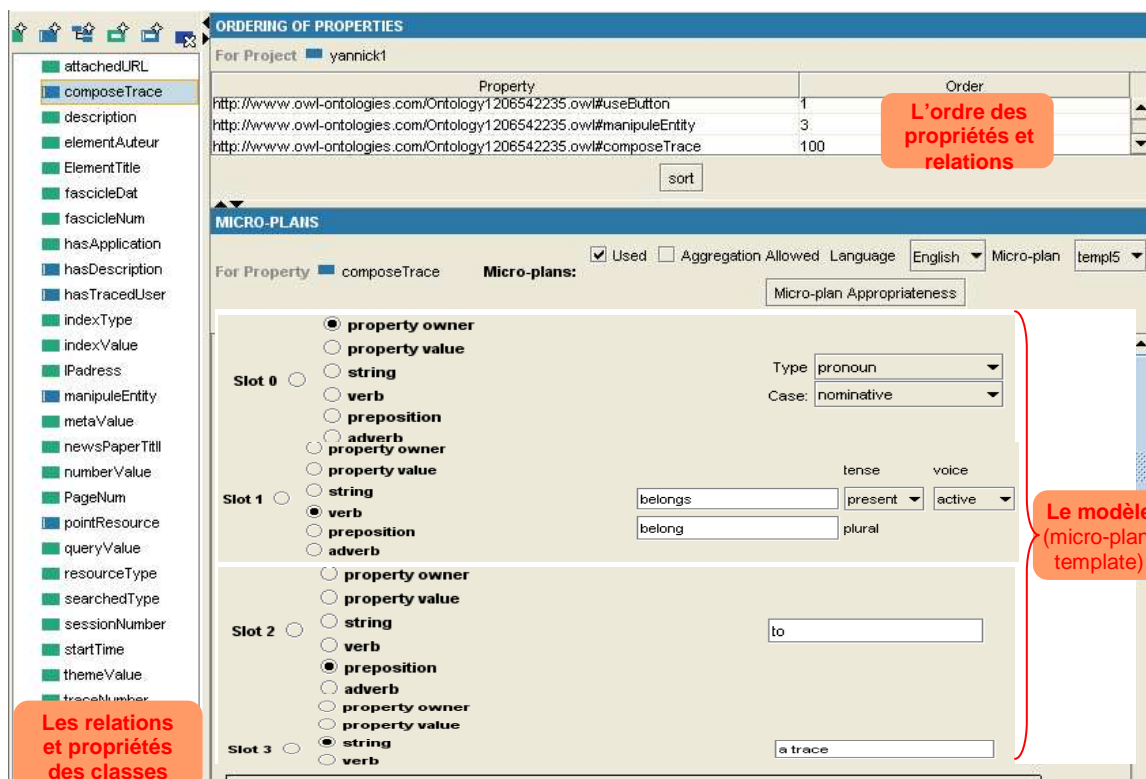 ORDERING OF PROPERTIES
For Project yannick1
Property Order
http://www.owl-ontologies.com/Ontology1206542235.owl#useButton 1
http://www.owl-ontologies.com/Ontology1206542235.owl#manipuleEntity 3
http://www.owl-ontologies.com/Ontology1206542235.owl#composeTrace 100
L'ordre des
propriétés et
relations
sort
attachedURL
composeTrace
description
elementAuteur
ElementTitle
fascicleDat
fascicleNum
hasApplication
hasDescription
hasTracedUser
indexType
indexValue
IPadress
manipuleEntity
metaValue
newsPaperTitll
numberValue
PageNum
pointResource
queryValue
resourceType
searchedType
sessionNumber
startTime
themeValue
traceNumber
Les relations
et propriétés
des classes
MICRO-PLANS
For Property composeTrace Micro-plans: Used Aggregation Allowed Language English Micro-plan templ5
Micro-plan Appropriateness
Slot 0
property owner
property value
string
verb
preposition
adverb
Type pronoun
Case: nominative
Slot 1
property owner
property value
string
verb
preposition
adverb
tense voice
belongs present active
belong plural
Slot 2
property owner
property value
string
verb
preposition
adverb
to
Slot 3
property owner
property value
string
verb
a trace
Le modèle
(micro-plan
template)